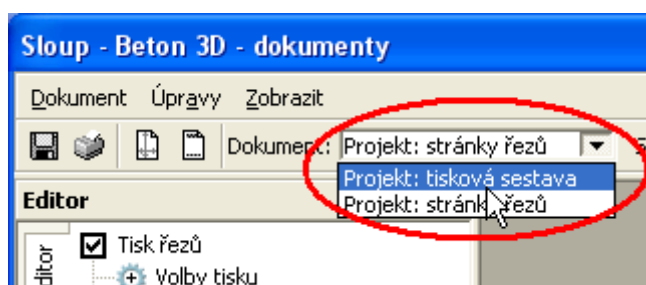 Sloup - Beton 3D - dokumenty
Dokument Úpravy Zobrazit
Dokument: Projekt: stránky řezů
Projekt: tisková sestava
Editor
Projekt: stránky řezů
Tisk řezů
Volby tisku